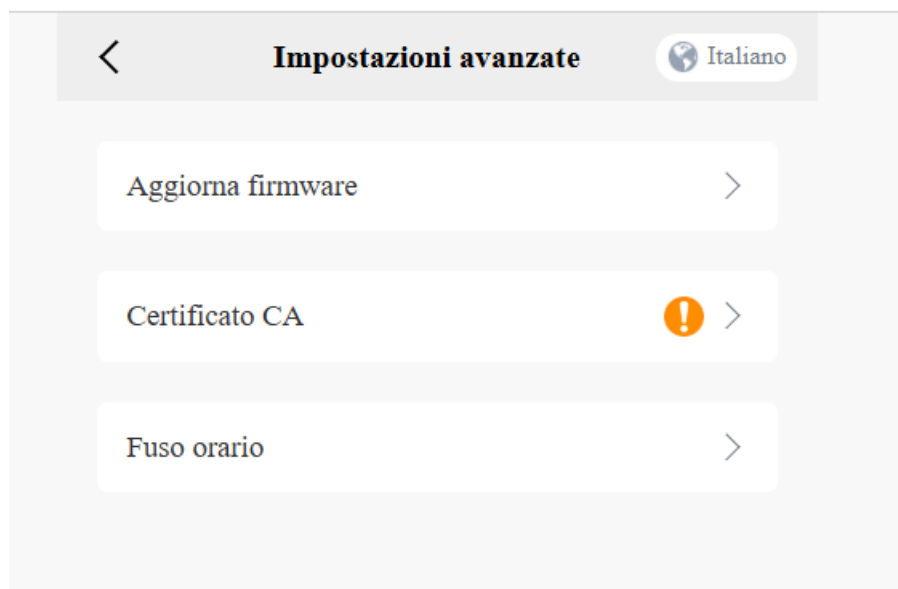 Impostazioni avanzate
Italiano
Aggiorna firmware
Certificato CA
Fuso orario